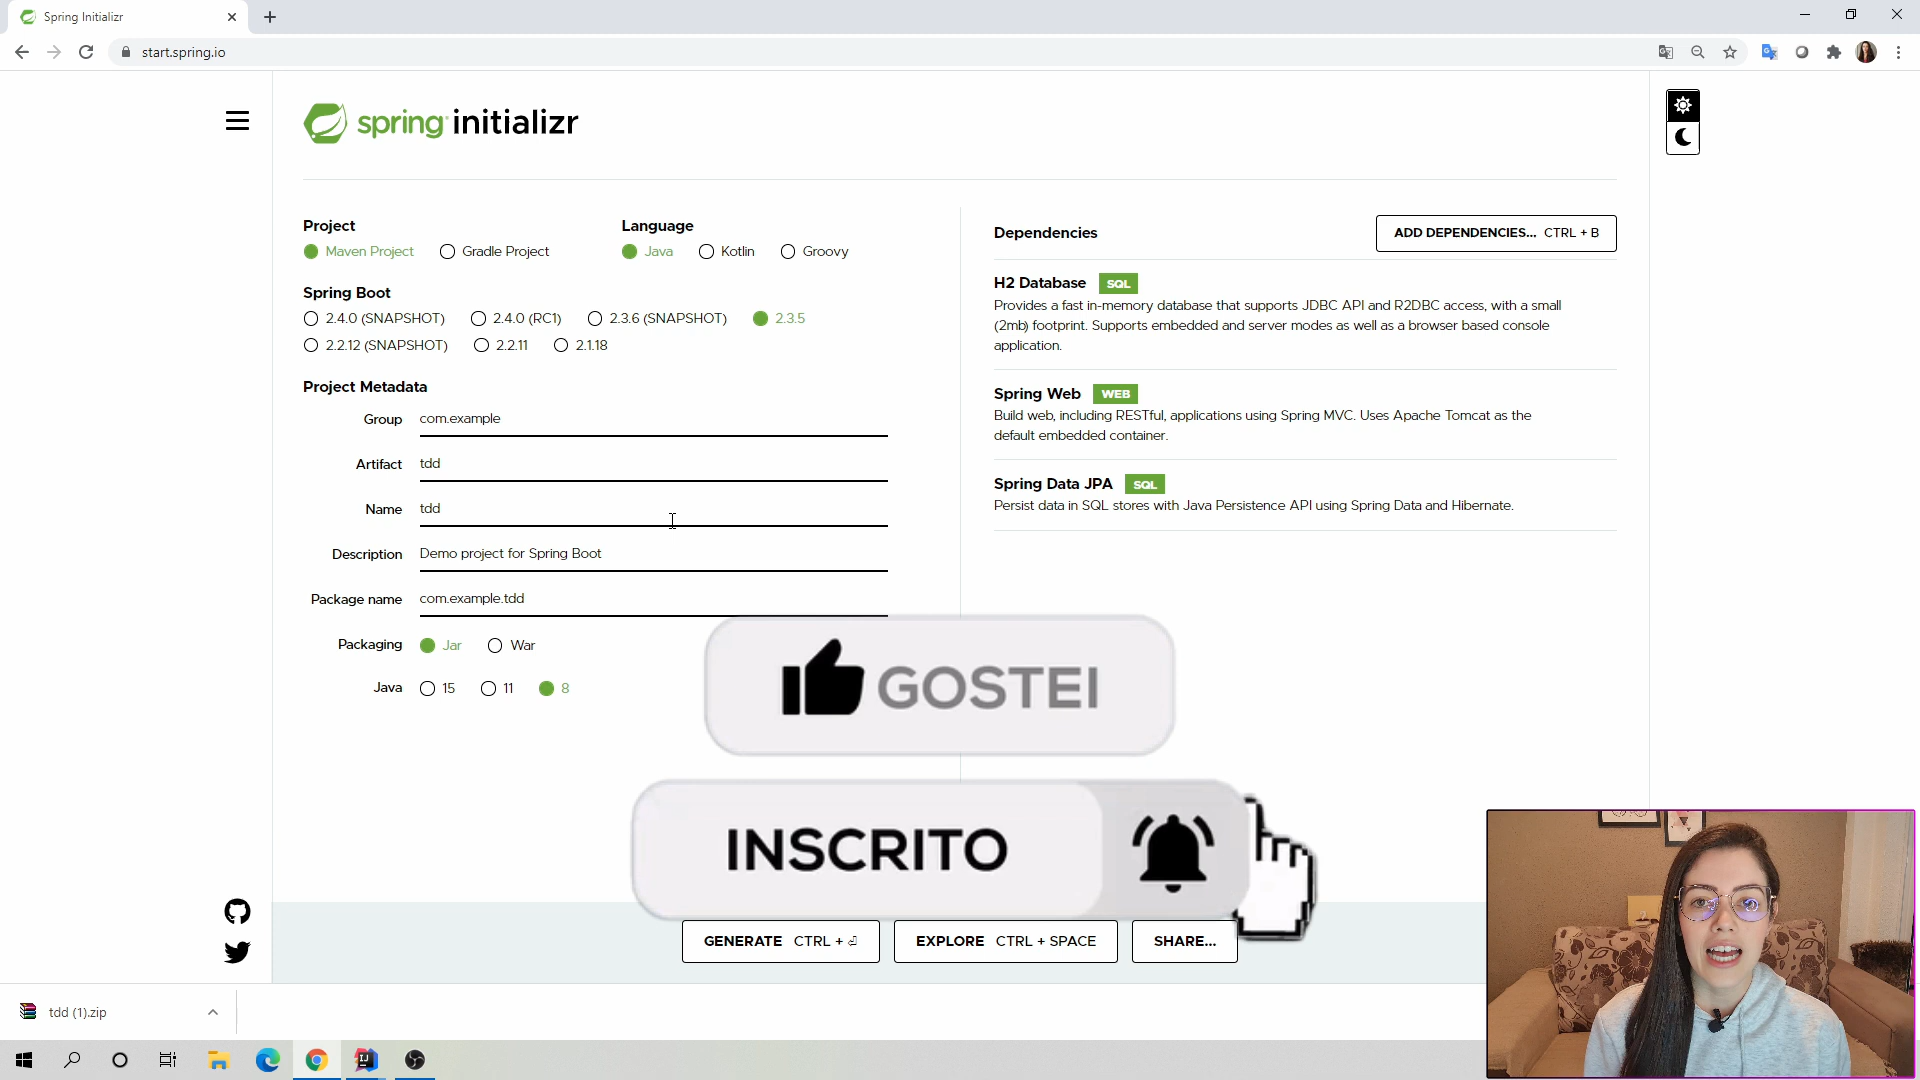 Spring Initializr
start.spring.io
spring initializr
Project
Maven Project
Gradle Project
Language
Java
Kotlin
Groovy
Spring Boot
2.4.0 (SNAPSHOT)
2.4.0 (RC1)
2.3.6 (SNAPSHOT)
2.3.5
2.2.12 (SNAPSHOT)
2.2.11
2.1.18
Project Metadata
Group com.example
Artifact tdd
Name tdd
Description Demo project for Spring Boot
Package name com.example.tdd
Packaging Jar War
Java 15 11 8
Dependencies
ADD DEPENDENCIES... CTRL + B
H2 Database SQL
Provides a fast in-memory database that supports JDBC API and R2DBC access, with a small
(2mb) footprint. Supports embedded and server modes as well as a browser based console
application.
Spring Web WEB
Build web, including RESTful, applications using Spring MVC. Uses Apache Tomcat as the
default embedded container.
Spring Data JPA SQL
Persist data in SQL stores with Java Persistence API using Spring Data and Hibernate.
GOSTEI
INSCRITO
GENERATE CTRL + ⏎
EXPLORE CTRL + SPACE
SHARE...
tdd (1).zip